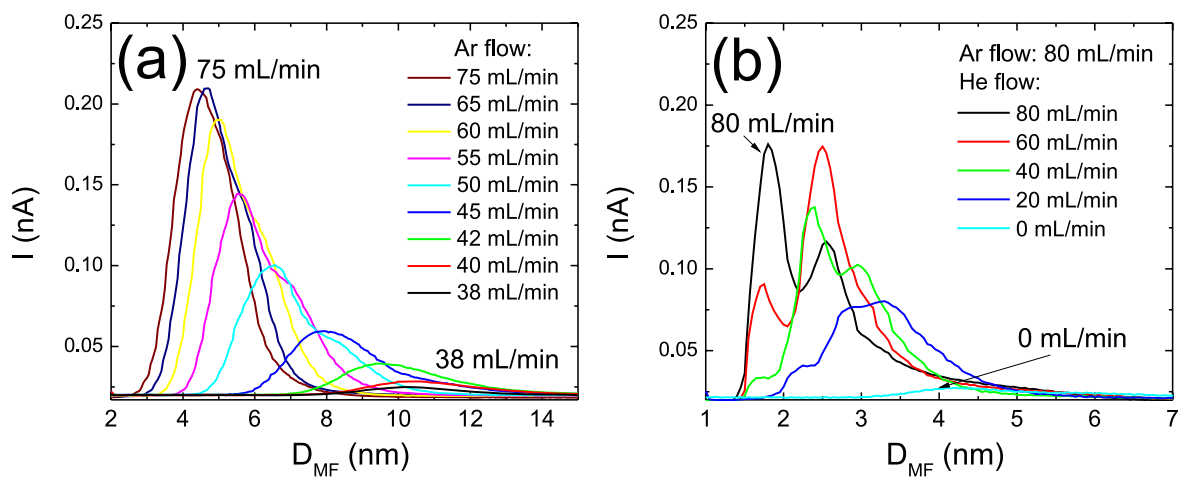 (a)
75 mL/min
Ar flow:
75 mL/min
65 mL/min
60 mL/min
55 mL/min
50 mL/min
45 mL/min
42 mL/min
40 mL/min
38 mL/min
38 mL/min
0.25
0.20
0.15
0.10
0.05
I (nA)
2 4 6 8 10 12 14
D_MF (nm)
(b)
Ar flow: 80 mL/min
He flow:
80 mL/min
60 mL/min
40 mL/min
20 mL/min
0 mL/min
80 mL/min
0 mL/min
0.25
0.20
0.15
0.10
0.05
I (nA)
1 2 3 4 5 6 7
D_MF (nm)